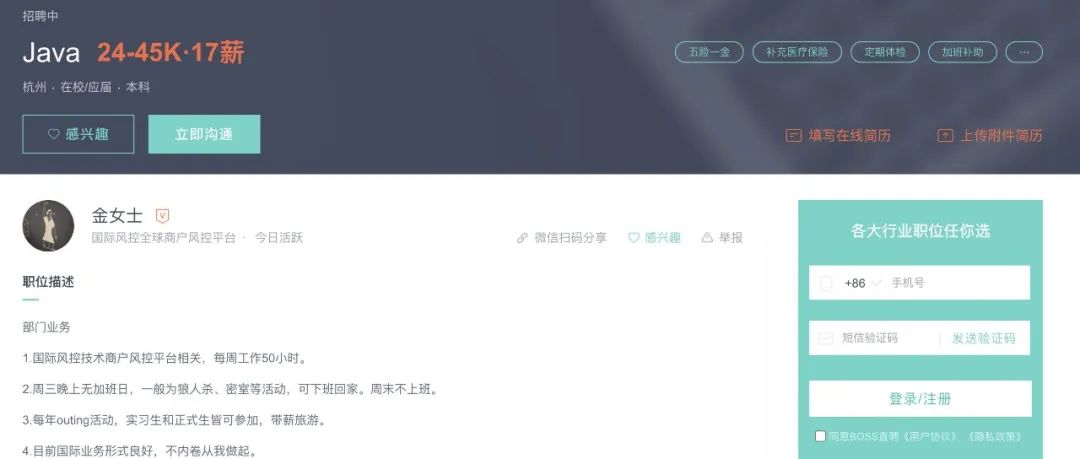 招聘中
Java 24-45K·17薪
五险一金 补充医疗保险 定期体检 加班补助 ...
杭州 · 在校/应届 · 本科
感兴趣 立即沟通
填写在线简历 上传附件简历
金女士
国际风控全球商户风控平台 · 今日活跃
微信扫码分享 感兴趣 举报
职位描述
部门业务
1.国际风控技术商户风控平台相关，每周工作50小时。
2.周三晚上无加班日，一般为狼人杀、密室等活动，可下班回家。周末不上班。
3.每年outing活动，实习生和正式生皆可参加，带薪旅游。
4.目前国际业务形式良好，不内卷从我做起。
各大行业职位任你选
+86 手机号
短信验证码 发送验证码
登录/注册
同意BOSS直聘《用户协议》《隐私政策》